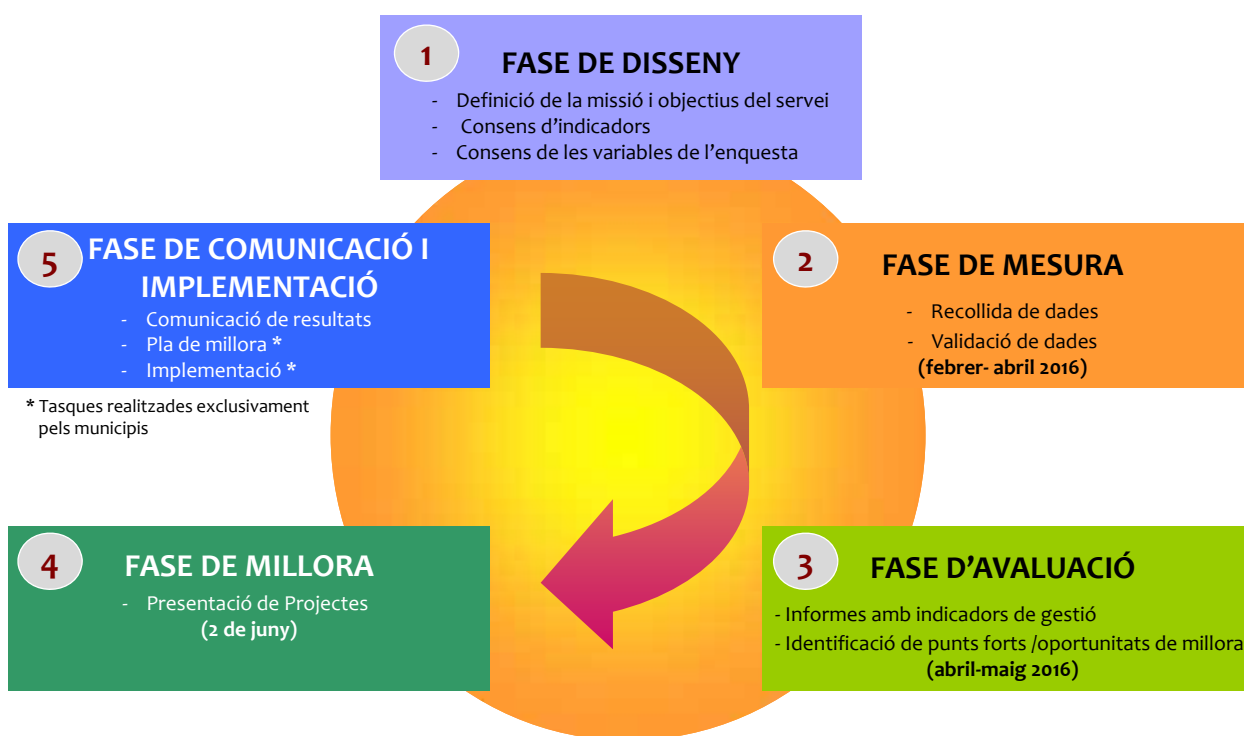 1
FASE DE DISSENY
- Definició de la missió i objectius del servei
- Consens d'indicadors
- Consens de les variables de l'enquesta
2
FASE DE MESURA
- Recollida de dades
- Validació de dades
(febrer- abril 2016)
3
FASE D'AVALUACIÓ
- Informes amb indicadors de gestió
- Identificació de punts forts /oportunitats de millora
(abril-maig 2016)
4
FASE DE MILLORA
- Presentació de Projectes
(2 de juny)
5
FASE DE COMUNICACIÓ I
IMPLEMENTACIÓ
- Comunicació de resultats
- Pla de millora *
- Implementació *
* Tasques realitzades exclusivament
pels municipis